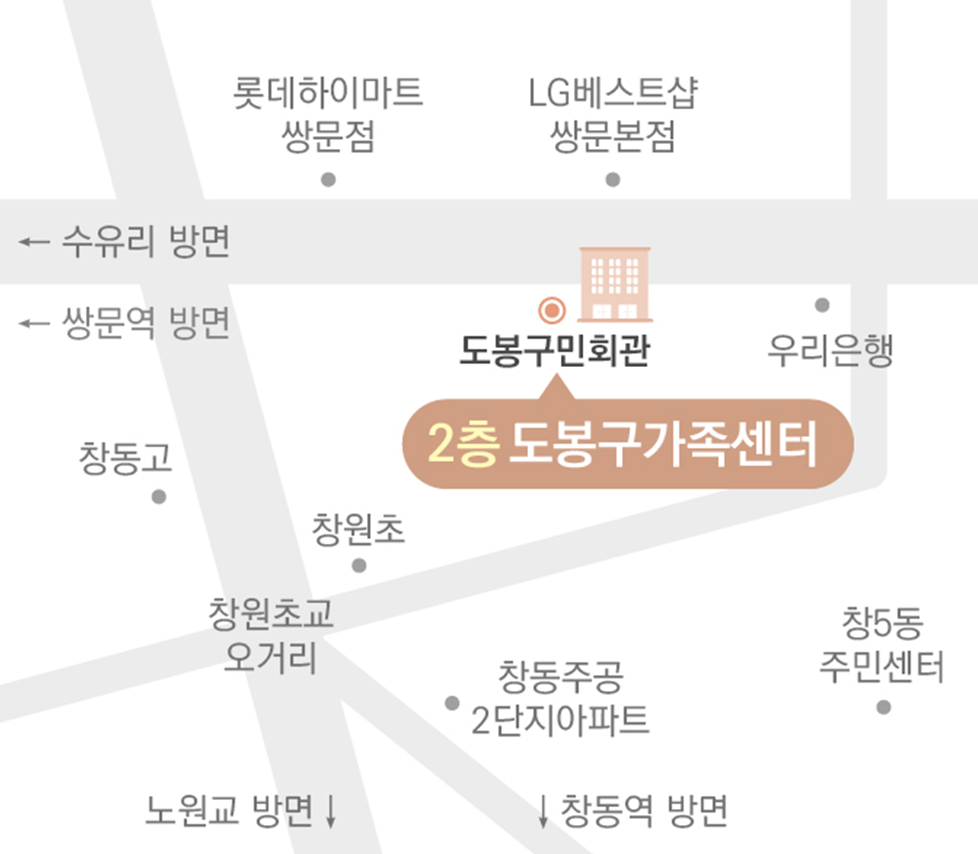 롯데하이마트
쌍문점
LG베스트샵
쌍문본점
← 수유리 방면
← 쌍문역 방면
도봉구민회관
우리은행
2층 도봉구가족센터
창동고
창원초
창원초교
오거리
창5동
주민센터
창동주공
2단지아파트
노원교 방면↓
↓창동역 방면